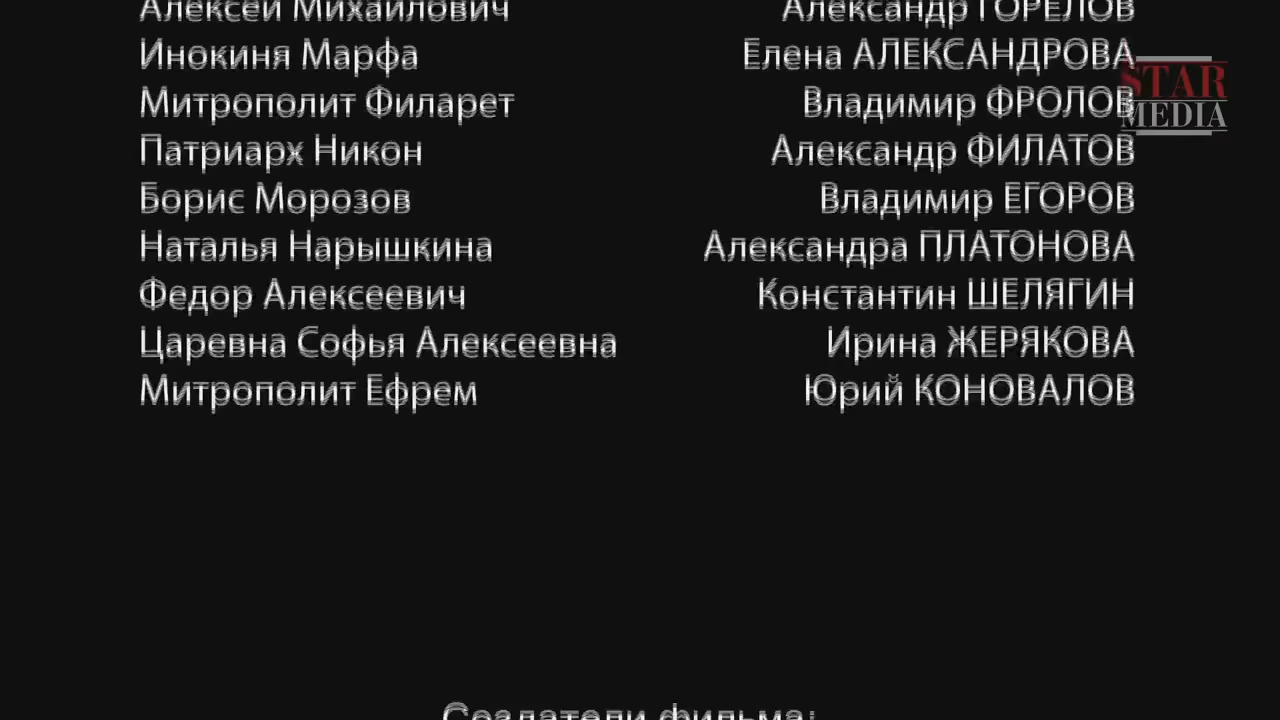 Алексей Михайлович Александр ГОРЕЛОВ
Инокиня Марфа Елена АЛЕКСАНДРОВА
Митрополит Филарет Владимир ФРОЛОВ
Патриарх Никон Александр ФИЛАТОВ
Борис Морозов Владимир ЕГОРОВ
Наталья Нарышкина Александра ПЛАТОНОВА
Федор Алексеевич Константин ШЕЛЯГИН
Царевна Софья Алексеевна Ирина ЖЕРЯКОВА
Митрополит Ефрем Юрий КОНОВАЛОВ
STAR
MEDIA
Создатели фильма: